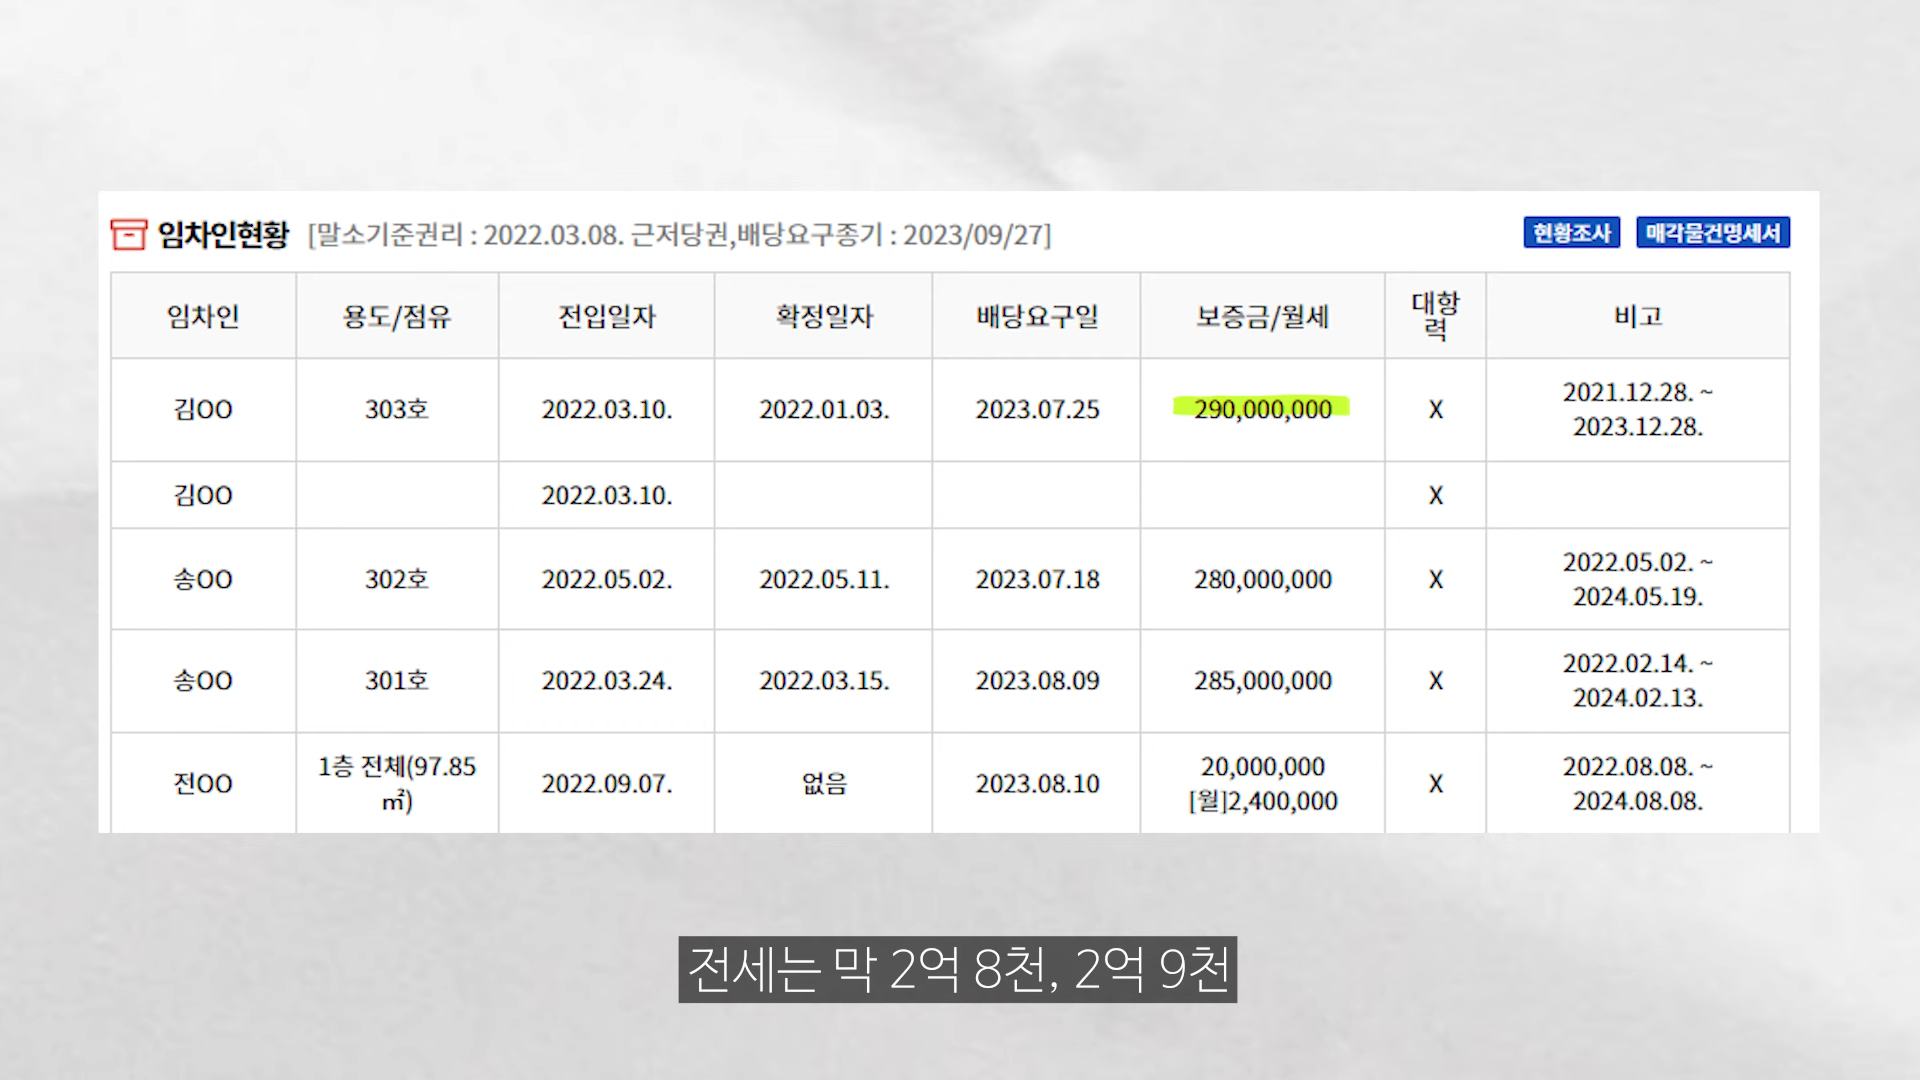 임차인현황 [말소기준권리 : 2022.03.08. 근저당권,배당요구종기 : 2023/09/27] 현황조사 매각물건명세서
임차인 용도/점유 전입일자 확정일자 배당요구일 보증금/월세 대항력 비고
김OO 303호 2022.03.10. 2022.01.03. 2023.07.25 290,000,000 X 2021.12.28. ~ 2023.12.28.
김OO 2022.03.10. X
송OO 302호 2022.05.02. 2022.05.11. 2023.07.18 280,000,000 X 2022.05.02. ~ 2024.05.19.
송OO 301호 2022.03.24. 2022.03.15. 2023.08.09 285,000,000 X 2022.02.14. ~ 2024.02.13.
전OO 1층 전체(97.85㎡) 2022.09.07. 없음 2023.08.10 20,000,000 [월]2,400,000 X 2022.08.08. ~ 2024.08.08.
전세는 막 2억 8천, 2억 9천